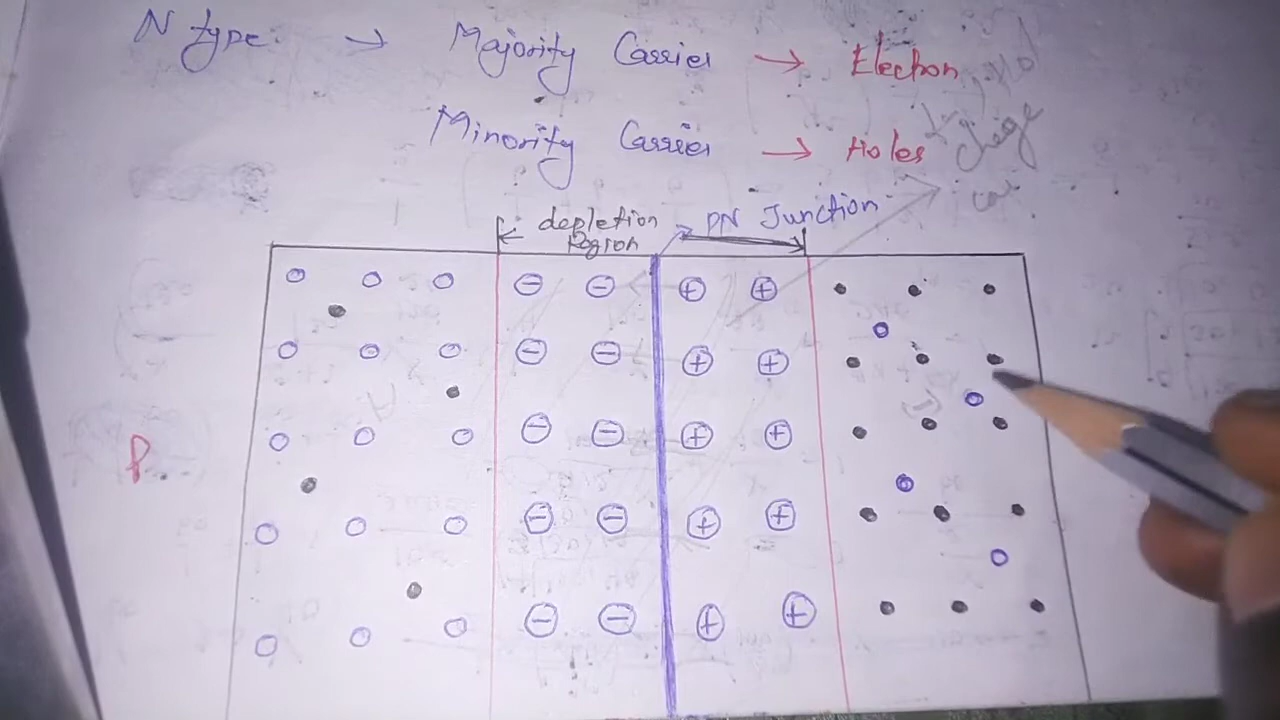 N type: → Majority Carrier → Electron
Minority Carrier → Holes
depletion
Region
PN Junction
P
⊖ ⊖ ⊕ ⊕
⊖ ⊖ ⊕ ⊕
⊖ ⊖ ⊕ ⊕
⊖ ⊖ ⊕ ⊕
⊖ ⊖ ⊕ ⊕